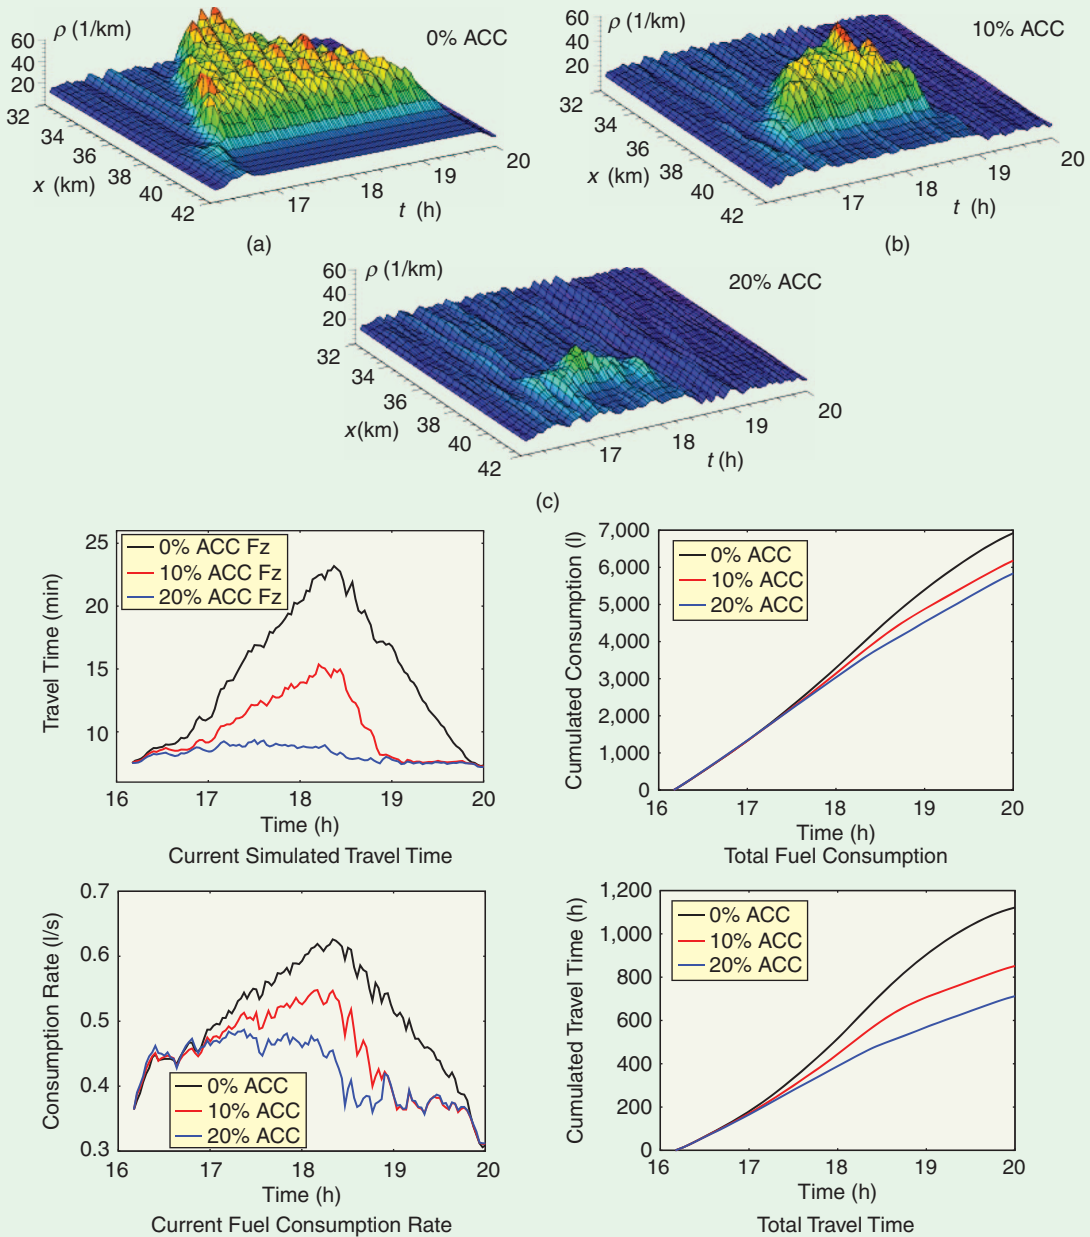 ρ (1/km)
0% ACC
60
40
20
32
34
36
38
40
42
x (km)
17
18
19
20
t (h)
(a)
ρ (1/km)
10% ACC
60
40
20
32
34
36
38
40
42
x (km)
17
18
19
20
t (h)
(b)
ρ (1/km)
20% ACC
60
40
20
32
34
36
38
40
42
x(km)
17
18
19
20
t (h)
(c)
Travel Time (min)
25
20
15
10
0% ACC Fz
10% ACC Fz
20% ACC Fz
16 17 18 19 20
Time (h)
Current Simulated Travel Time
Cumulated Consumption (l)
7,000
6,000
5,000
4,000
3,000
2,000
1,000
0
0% ACC
10% ACC
20% ACC
16 17 18 19 20
Time (h)
Total Fuel Consumption
Consumption Rate (l/s)
0.7
0.6
0.5
0.4
0.3
0% ACC
10% ACC
20% ACC
16 17 18 19 20
Time (h)
Current Fuel Consumption Rate
Cumulated Travel Time (h)
1,200
1,000
800
600
400
200
0
0% ACC
10% ACC
20% ACC
16 17 18 19 20
Time (h)
Total Travel Time